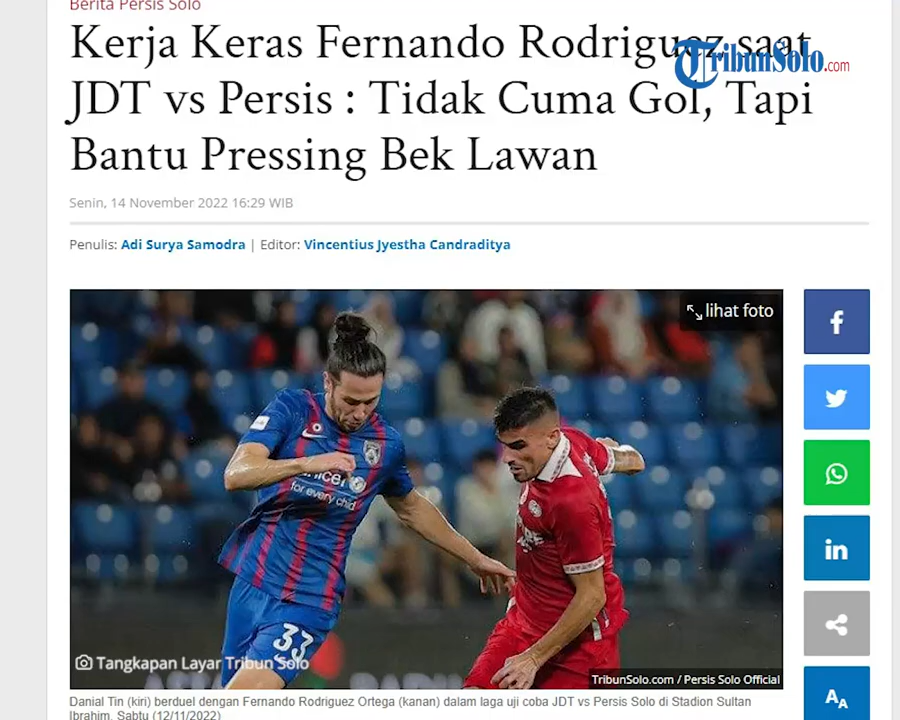 Berita Persis Solo
Kerja Keras Fernando Rodriguez saat
TribunSolo.com
JDT vs Persis : Tidak Cuma Gol, Tapi
Bantu Pressing Bek Lawan
Senin, 14 November 2022 16:29 WIB
Penulis: Adi Surya Samodra | Editor: Vincentius Jyestha Candraditya
lihat foto
unicef
for every child
33
Tangkapan Layar Tribun Solo
TribunSolo.com / Persis Solo Official
Danial Tin (kiri) berduel dengan Fernando Rodriguez Ortega (kanan) dalam laga uji coba JDT vs Persis Solo di Stadion Sultan
Ibrahim, Sabtu (12/11/2022)
f
in
AA